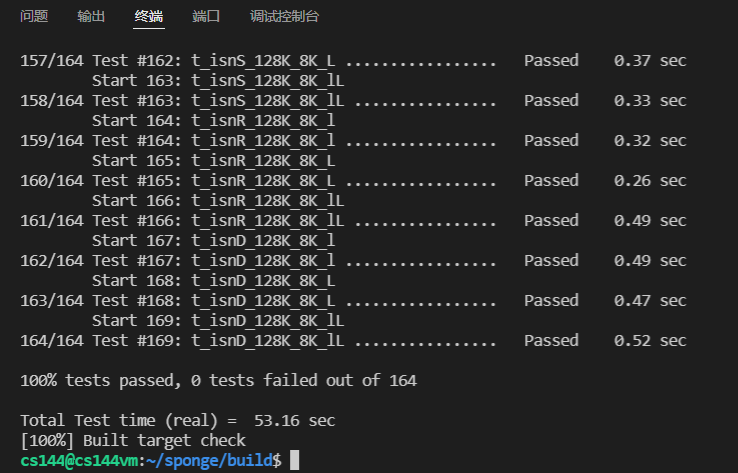 问题 输出 终端 端口 调试控制台
157/164 Test #162: t_isnS_128K_8K_L ................. Passed 0.37 sec
Start 163: t_isnS_128K_8K_lL
158/164 Test #163: t_isnS_128K_8K_lL ................ Passed 0.33 sec
Start 164: t_isnR_128K_8K_l
159/164 Test #164: t_isnR_128K_8K_l ................. Passed 0.32 sec
Start 165: t_isnR_128K_8K_L
160/164 Test #165: t_isnR_128K_8K_L ................. Passed 0.26 sec
Start 166: t_isnR_128K_8K_lL
161/164 Test #166: t_isnR_128K_8K_lL ................ Passed 0.49 sec
Start 167: t_isnD_128K_8K_l
162/164 Test #167: t_isnD_128K_8K_l ................. Passed 0.49 sec
Start 168: t_isnD_128K_8K_L
163/164 Test #168: t_isnD_128K_8K_L ................. Passed 0.47 sec
Start 169: t_isnD_128K_8K_lL
164/164 Test #169: t_isnD_128K_8K_lL ................ Passed 0.52 sec
100% tests passed, 0 tests failed out of 164
Total Test time (real) = 53.16 sec
[100%] Built target check
cs144@cs144vm:~/sponge/build$